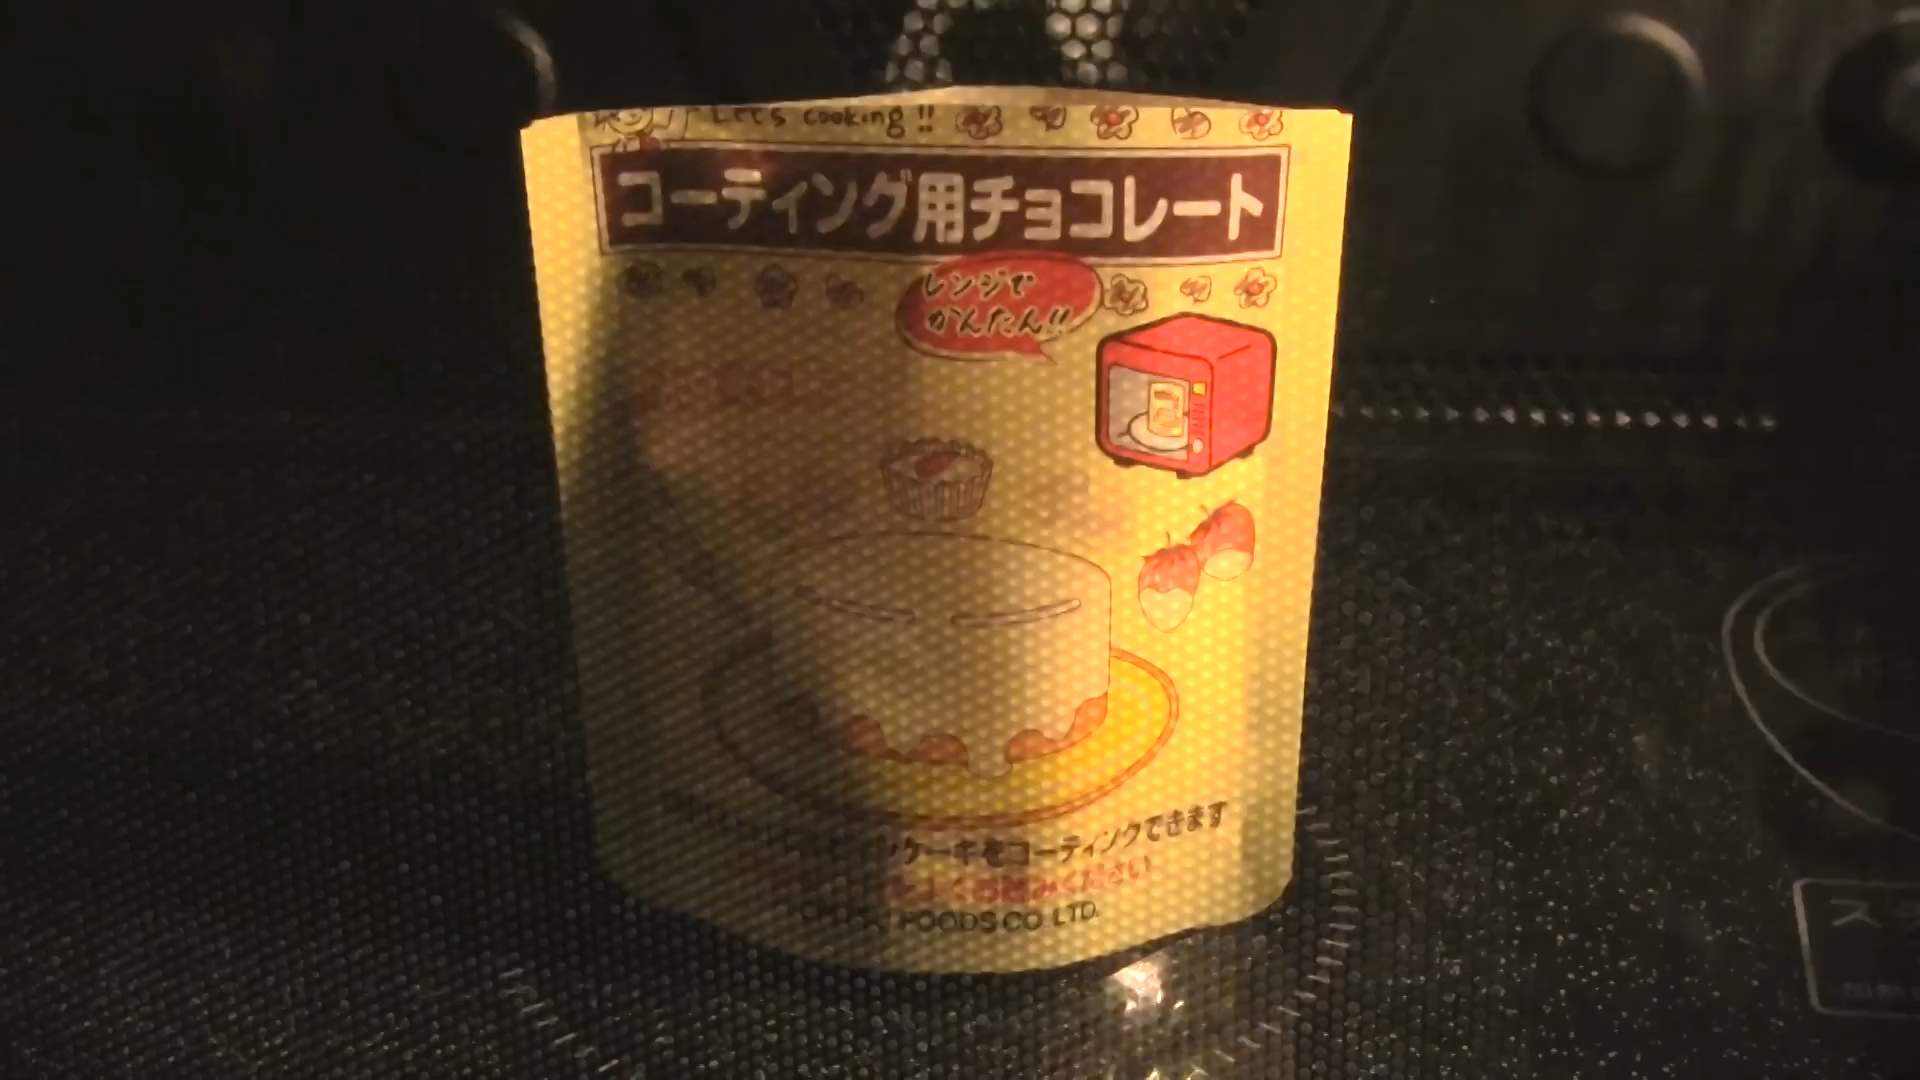 Let's cooking!!
コーティング用チョコレート
レンジで
かんたん!!
ケーキをコーティングできます
をよくお読みください
FOODS CO LTD.
ス